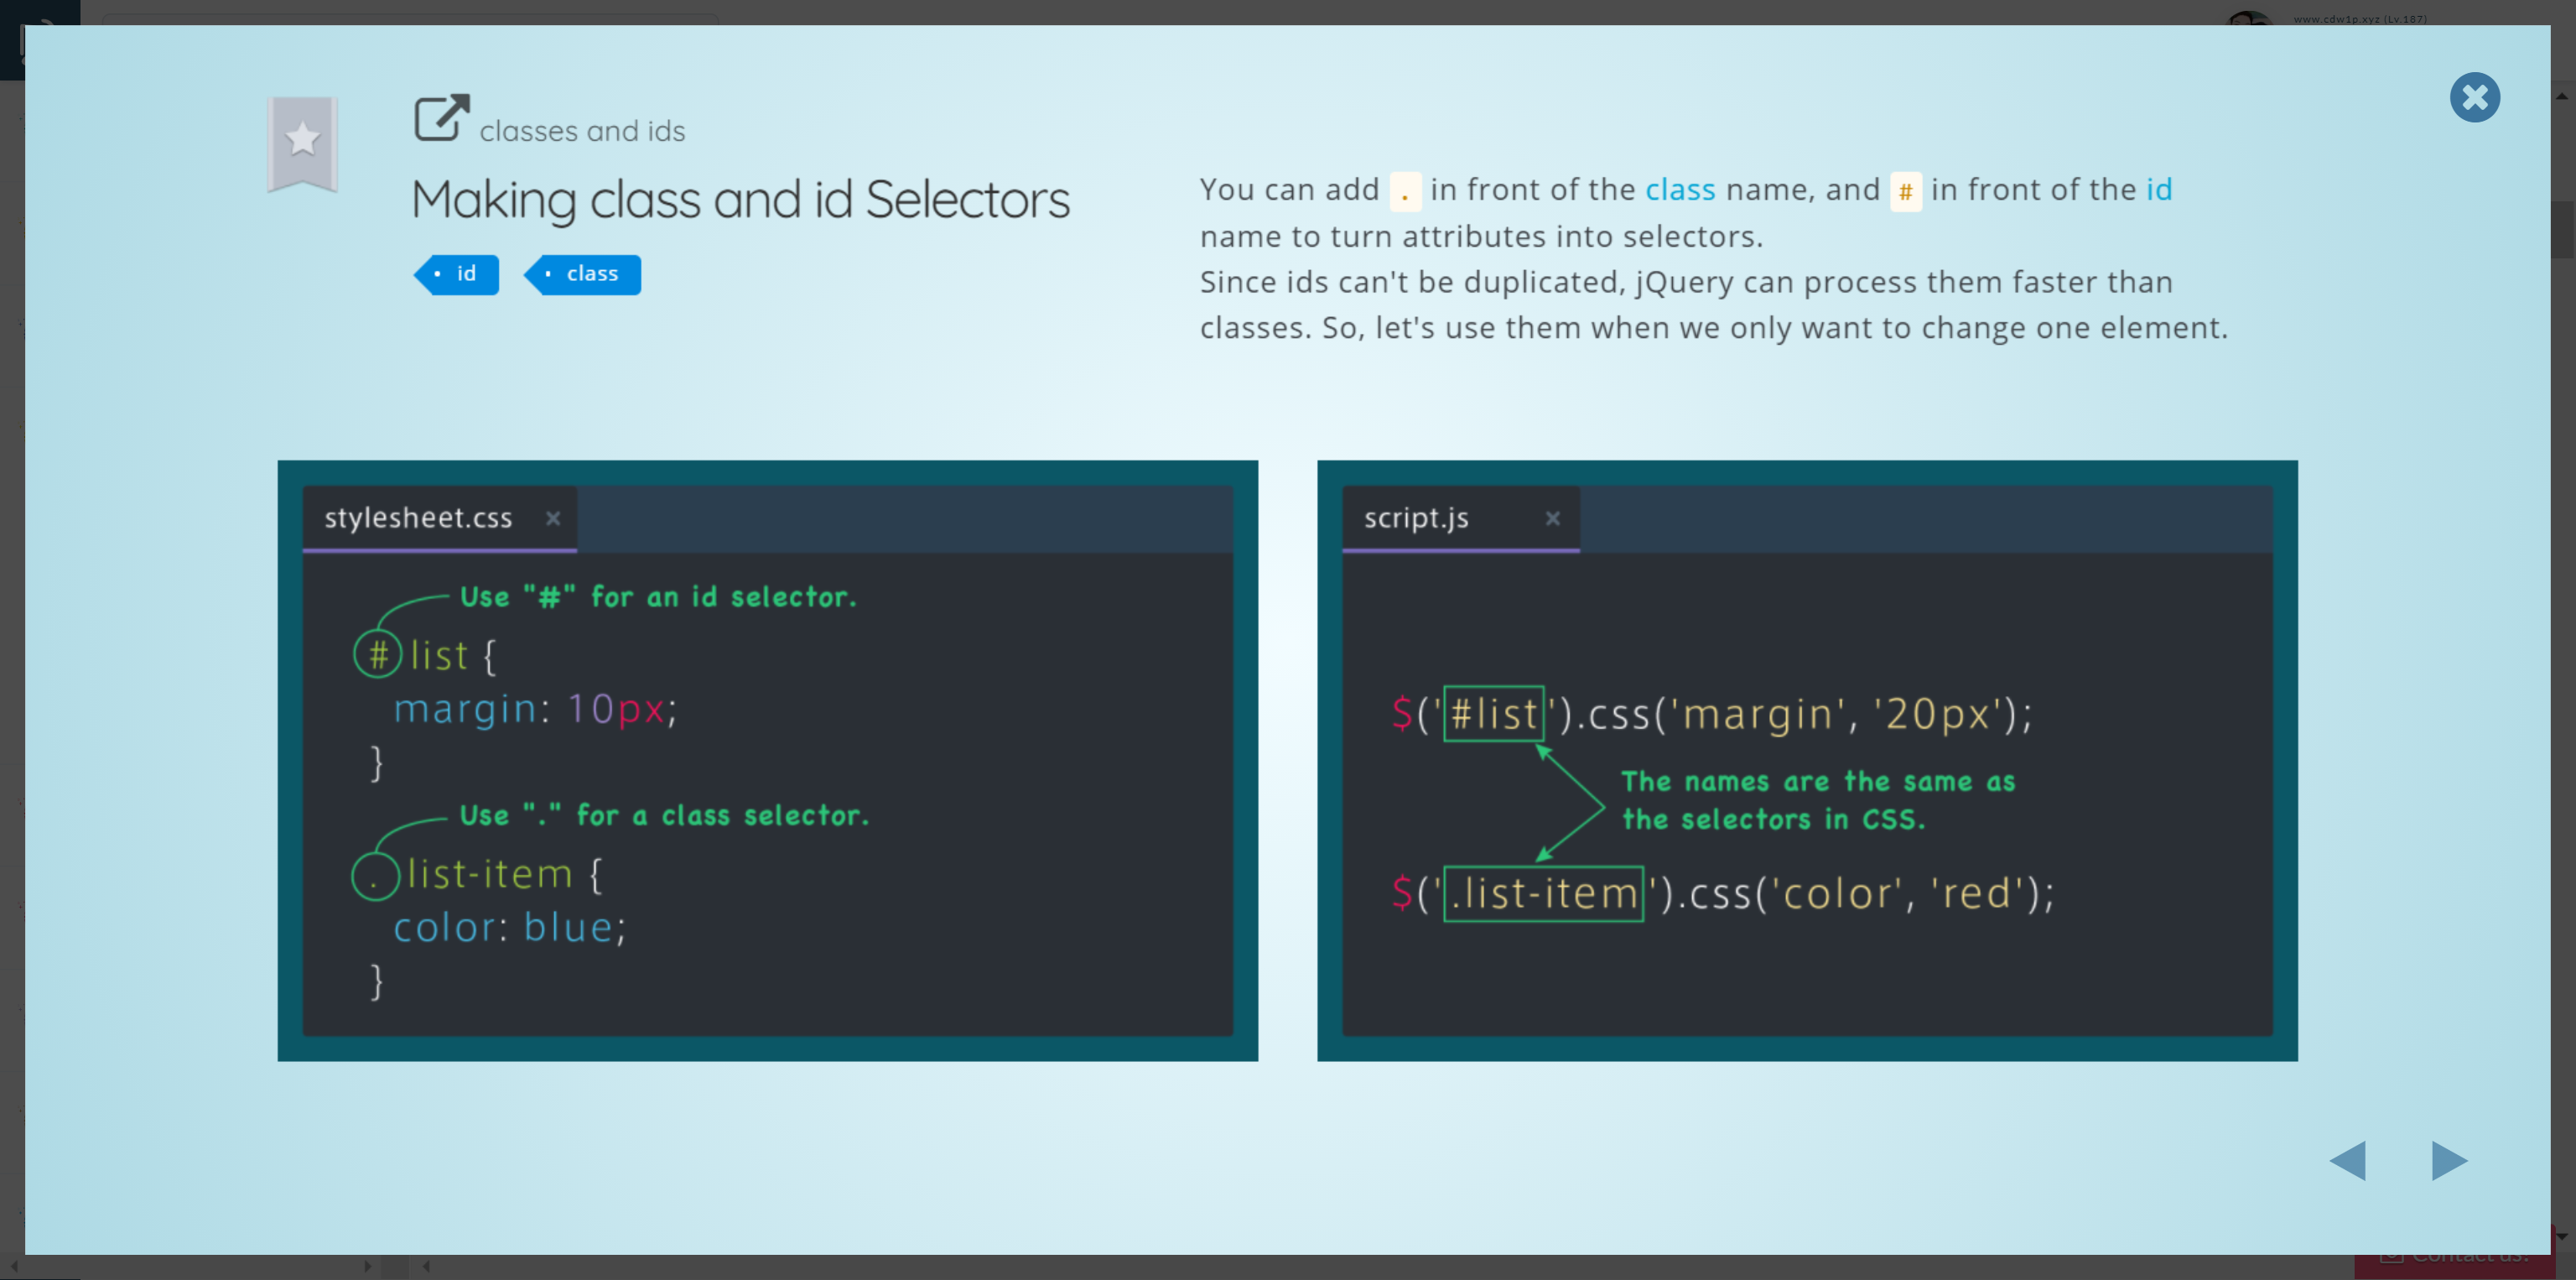 www.cdw1p.xyz (Lv.187)
classes and ids
Making class and id Selectors
id
class
You can add . in front of the class name, and # in front of the id
name to turn attributes into selectors.
Since ids can't be duplicated, jQuery can process them faster than
classes. So, let's use them when we only want to change one element.
stylesheet.css ×
Use "#" for an id selector.
#list {
margin: 10px;
}
Use "." for a class selector.
.list-item {
color: blue;
}
script.js ×
$('#list').css('margin', '20px');
The names are the same as
the selectors in CSS.
$('.list-item').css('color', 'red');
Contact us!